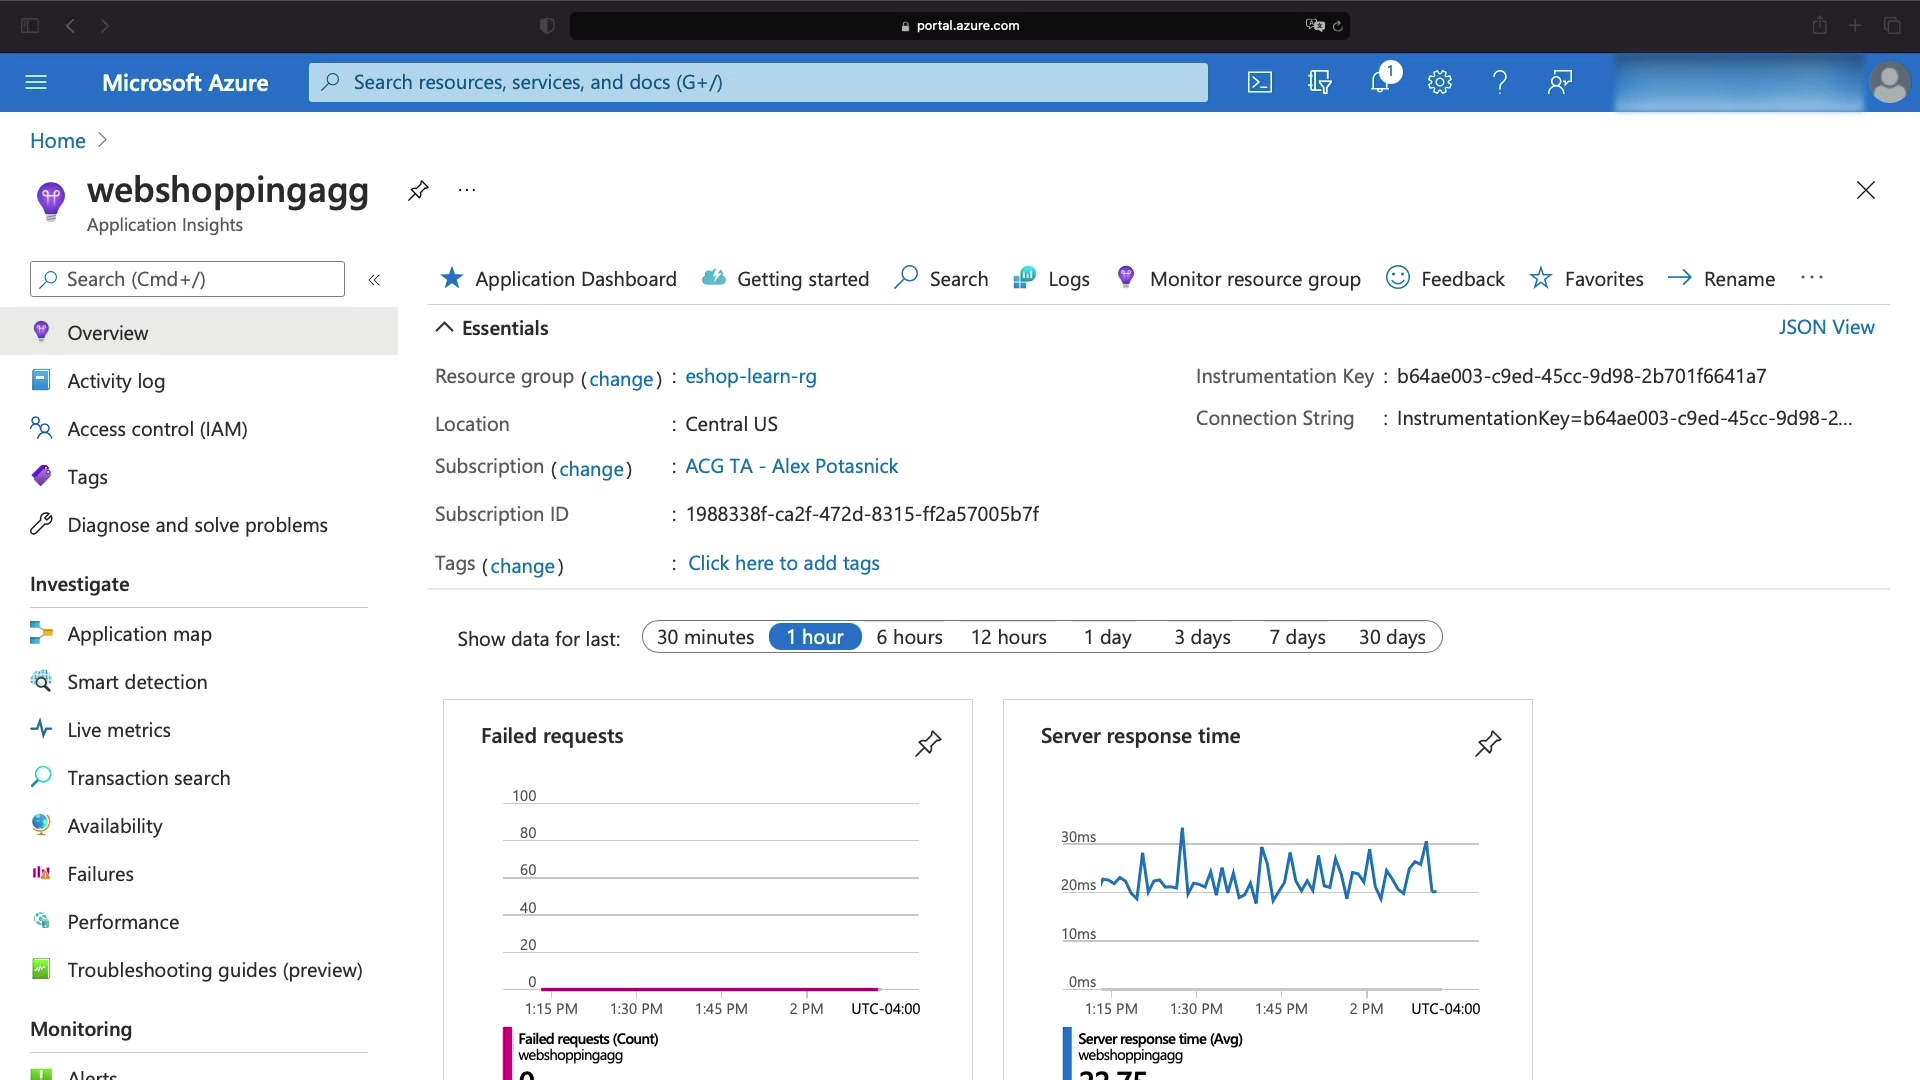 portal.azure.com
Microsoft Azure
Search resources, services, and docs (G+/)
1
Home
webshoppingagg
Application Insights
Search (Cmd+/)
«
Application Dashboard
Getting started
Search
Logs
Monitor resource group
Feedback
Favorites
Rename
Overview
Activity log
Access control (IAM)
Tags
Diagnose and solve problems
Investigate
Application map
Smart detection
Live metrics
Transaction search
Availability
Failures
Performance
Troubleshooting guides (preview)
Monitoring
Alerts
Essentials
JSON View
Resource group (change) : eshop-learn-rg
Location : Central US
Subscription (change) : ACG TA - Alex Potasnick
Subscription ID : 1988338f-ca2f-472d-8315-ff2a57005b7f
Tags (change) : Click here to add tags
Instrumentation Key : b64ae003-c9ed-45cc-9d98-2b701f6641a7
Connection String : InstrumentationKey=b64ae003-c9ed-45cc-9d98-2...
Show data for last: 30 minutes 1 hour 6 hours 12 hours 1 day 3 days 7 days 30 days
Failed requests
100
80
60
40
20
0
1:15 PM 1:30 PM 1:45 PM 2 PM UTC-04:00
Failed requests (Count)
webshoppingagg
0
Server response time
30ms
20ms
10ms
0ms
1:15 PM 1:30 PM 1:45 PM 2 PM UTC-04:00
Server response time (Avg)
webshoppingagg